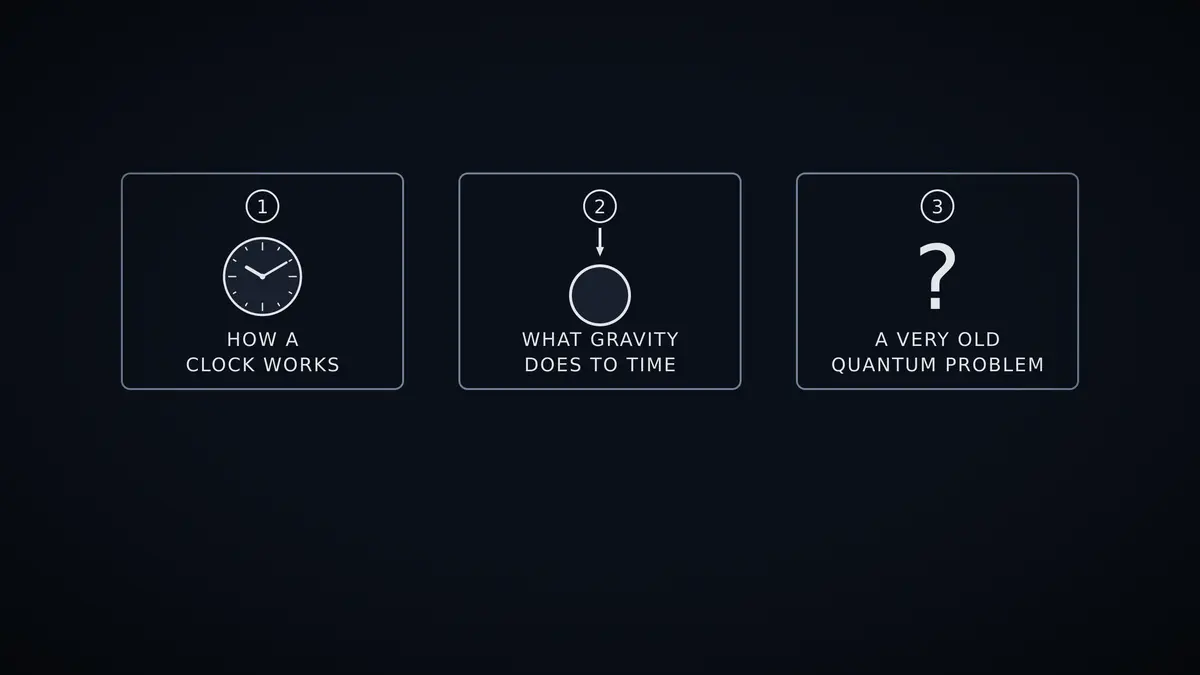 1
HOW A
CLOCK WORKS
2
WHAT GRAVITY
DOES TO TIME
3
?
A VERY OLD
QUANTUM PROBLEM